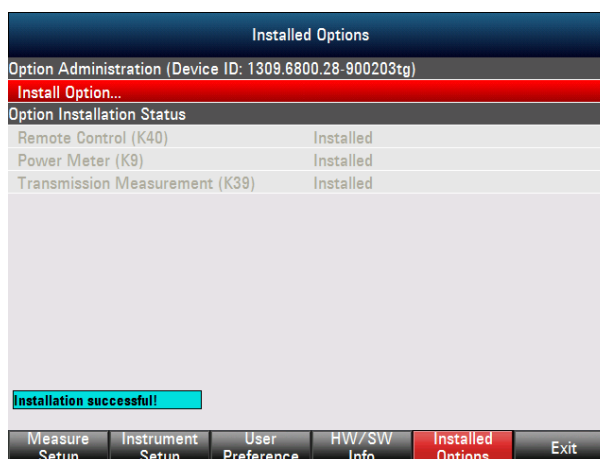 Installed Options
Option Administration (Device ID: 1309.6800.28-900203tg)
Install Option...
Option Installation Status
Remote Control (K40) Installed
Power Meter (K9) Installed
Transmission Measurement (K39) Installed
Installation successful!
Measure Setup
Instrument Setup
User Preference
HW/SW Info
Installed Options
Exit